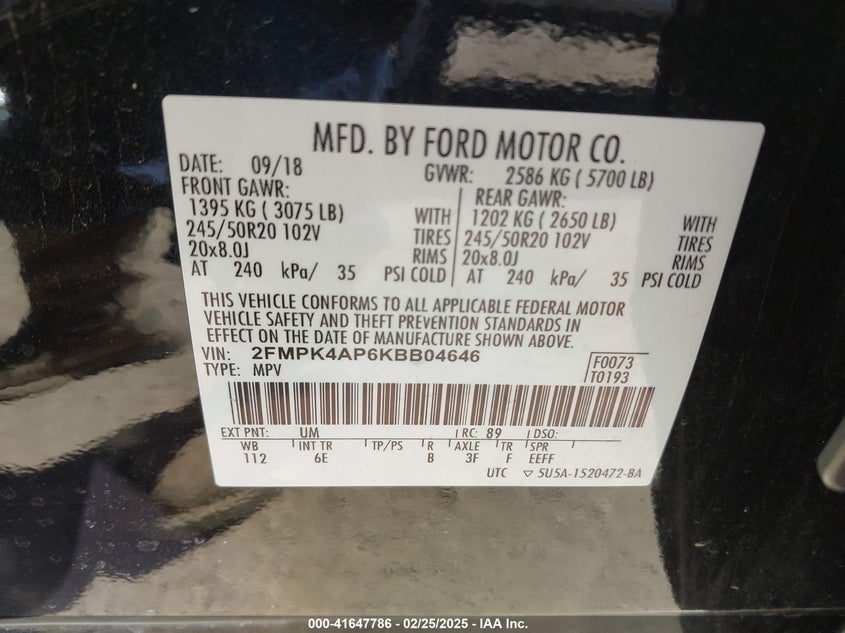 MFD. BY FORD MOTOR CO.
DATE: 09/18 GVWR: 2586 KG ( 5700 LB)
FRONT GAWR: REAR GAWR:
1395 KG ( 3075 LB) WITH 1202 KG ( 2650 LB) WITH
245/50R20 102V TIRES 245/50R20 102V TIRES
20x8.0J RIMS 20x8.0J RIMS
AT 240 kPa/ 35 PSI COLD AT 240 kPa/ 35 PSI COLD
THIS VEHICLE CONFORMS TO ALL APPLICABLE FEDERAL MOTOR
VEHICLE SAFETY AND THEFT PREVENTION STANDARDS IN
EFFECT ON THE DATE OF MANUFACTURE SHOWN ABOVE.
VIN: 2FMPK4AP6KBB04646
TYPE: MPV
F0073
T0193
EXT PNT: UM RC: 89 DSO:
WB INT TR TP/PS R AXLE TR SPR
112 6E B 3F F EEFF
UTC ▽ 5U5A-1520472-BA
000-41647786 - 02/25/2025 - IAA Inc.